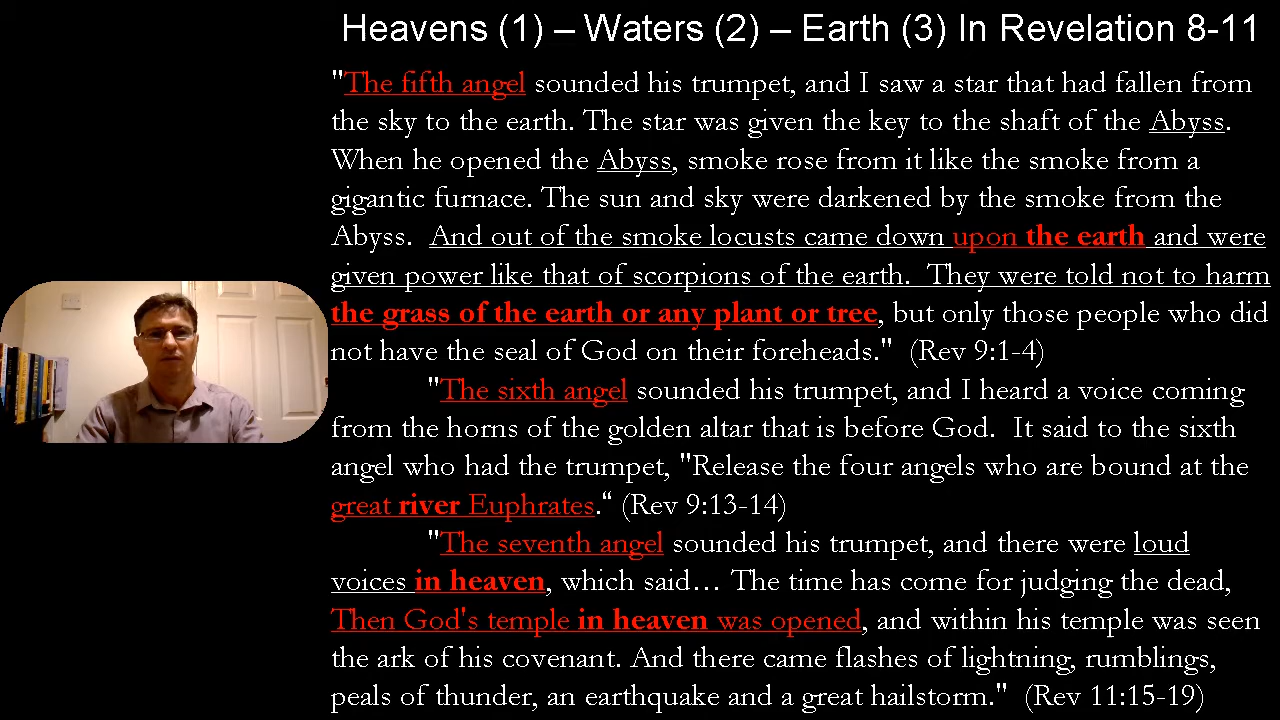 Heavens (1) – Waters (2) – Earth (3) In Revelation 8-11
"The fifth angel sounded his trumpet, and I saw a star that had fallen from
the sky to the earth. The star was given the key to the shaft of the Abyss.
When he opened the Abyss, smoke rose from it like the smoke from a
gigantic furnace. The sun and sky were darkened by the smoke from the
Abyss.  And out of the smoke locusts came down upon the earth and were
given power like that of scorpions of the earth.  They were told not to harm
the grass of the earth or any plant or tree, but only those people who did
not have the seal of God on their foreheads."  (Rev 9:1-4)
"The sixth angel sounded his trumpet, and I heard a voice coming
from the horns of the golden altar that is before God.  It said to the sixth
angel who had the trumpet, "Release the four angels who are bound at the
great river Euphrates.“ (Rev 9:13-14)
"The seventh angel sounded his trumpet, and there were loud
voices in heaven, which said… The time has come for judging the dead,
Then God's temple in heaven was opened, and within his temple was seen
the ark of his covenant. And there came flashes of lightning, rumblings,
peals of thunder, an earthquake and a great hailstorm."  (Rev 11:15-19)